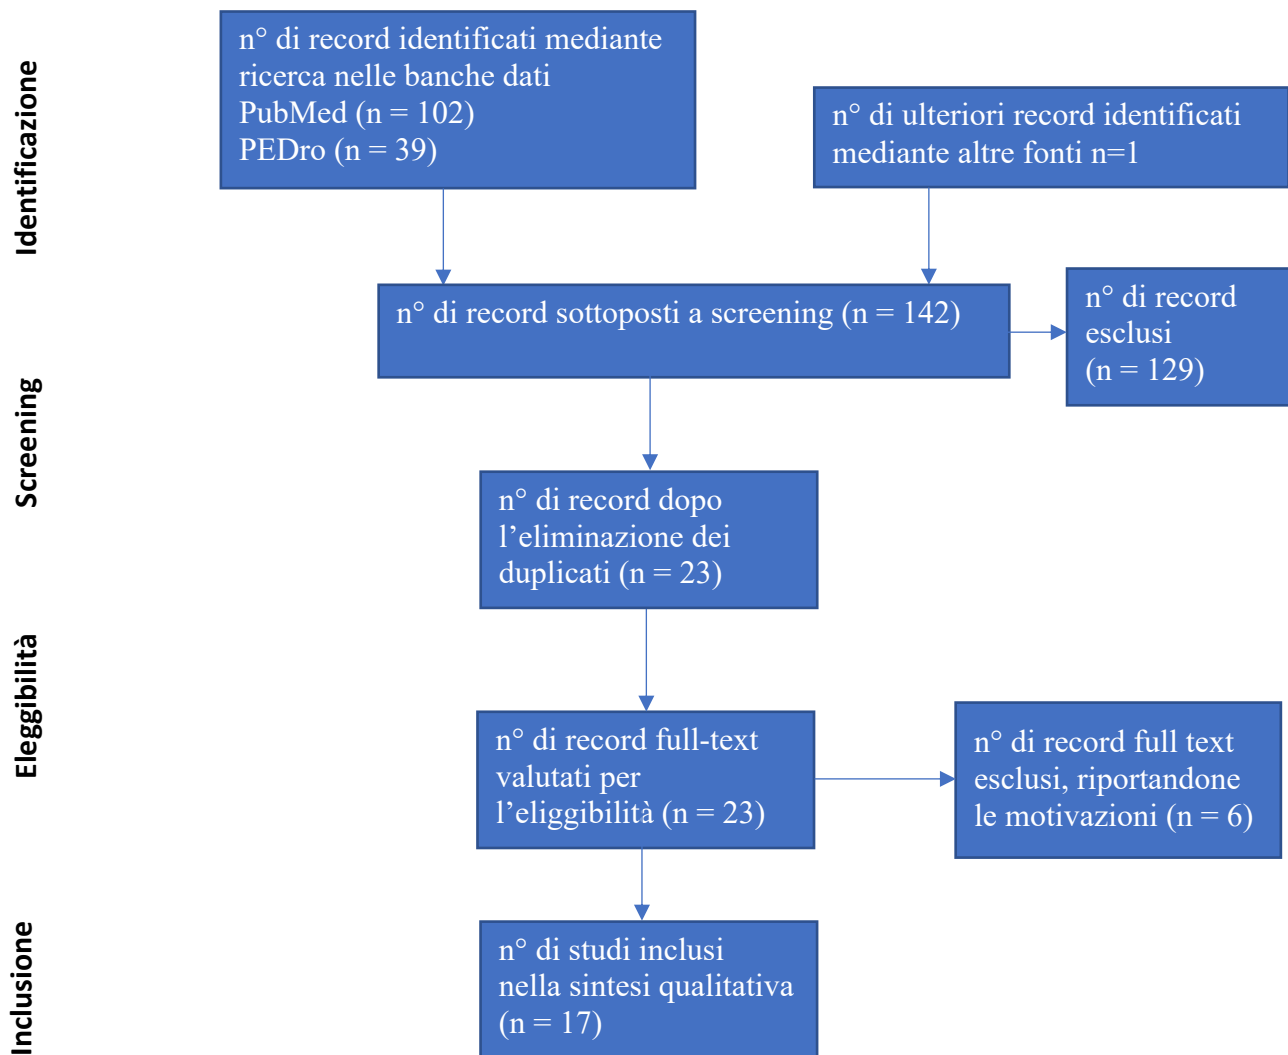 Identificazione
n° di record identificati mediante
ricerca nelle banche dati
PubMed (n = 102)
PEDro (n = 39)
n° di ulteriori record identificati
mediante altre fonti n=1
Screening
n° di record sottoposti a screening (n = 142)
n° di record
esclusi
(n = 129)
n° di record dopo
l’eliminazione dei
duplicati (n = 23)
Eleggibilità
n° di record full-text
valutati per
l’eliggibilità (n = 23)
n° di record full text
esclusi, riportandone
le motivazioni (n = 6)
Inclusione
n° di studi inclusi
nella sintesi qualitativa
(n = 17)